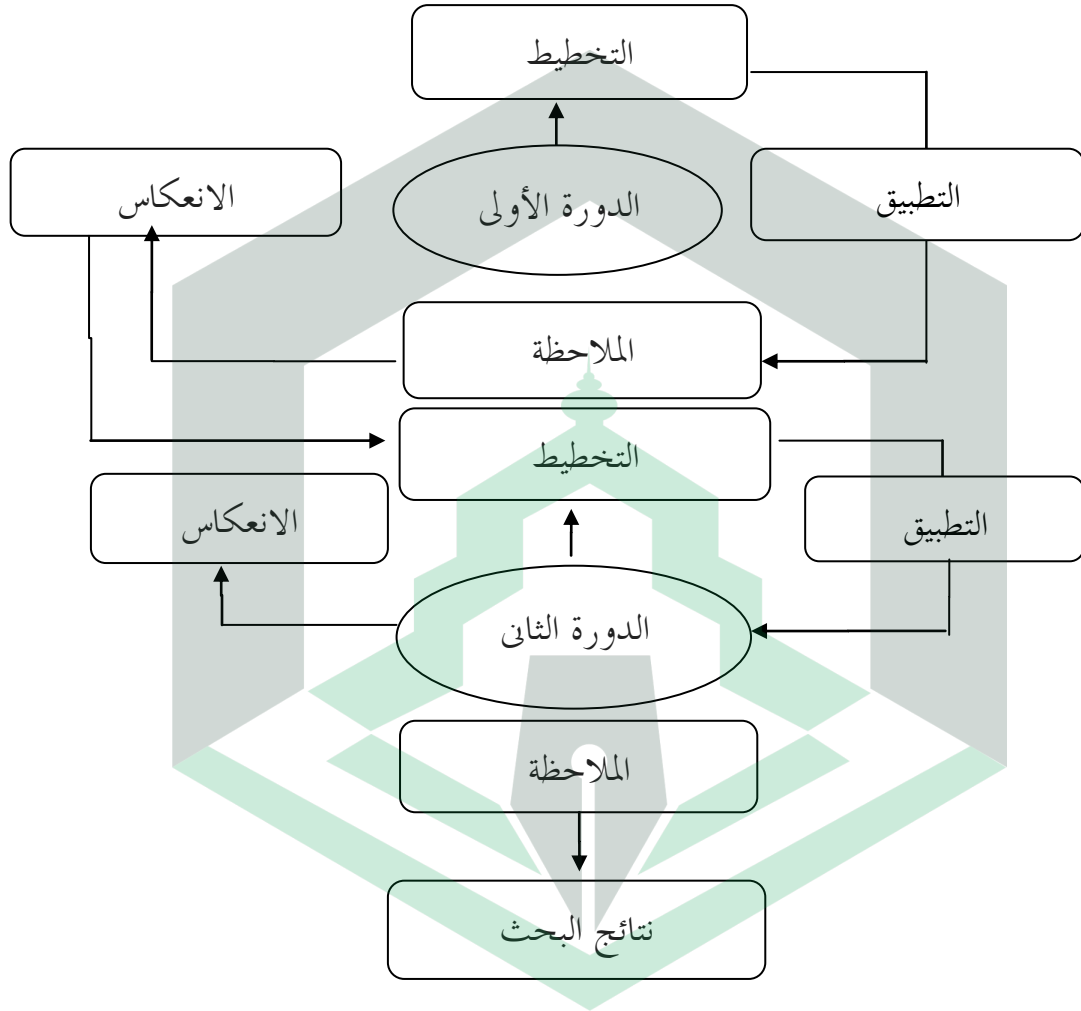 التخطيط
الانعكاس
الدورة الأولى
التطبيق
الملاحظة
التخطيط
الانعكاس
التطبيق
الدورة الثانى
الملاحظة
نتائج البحث